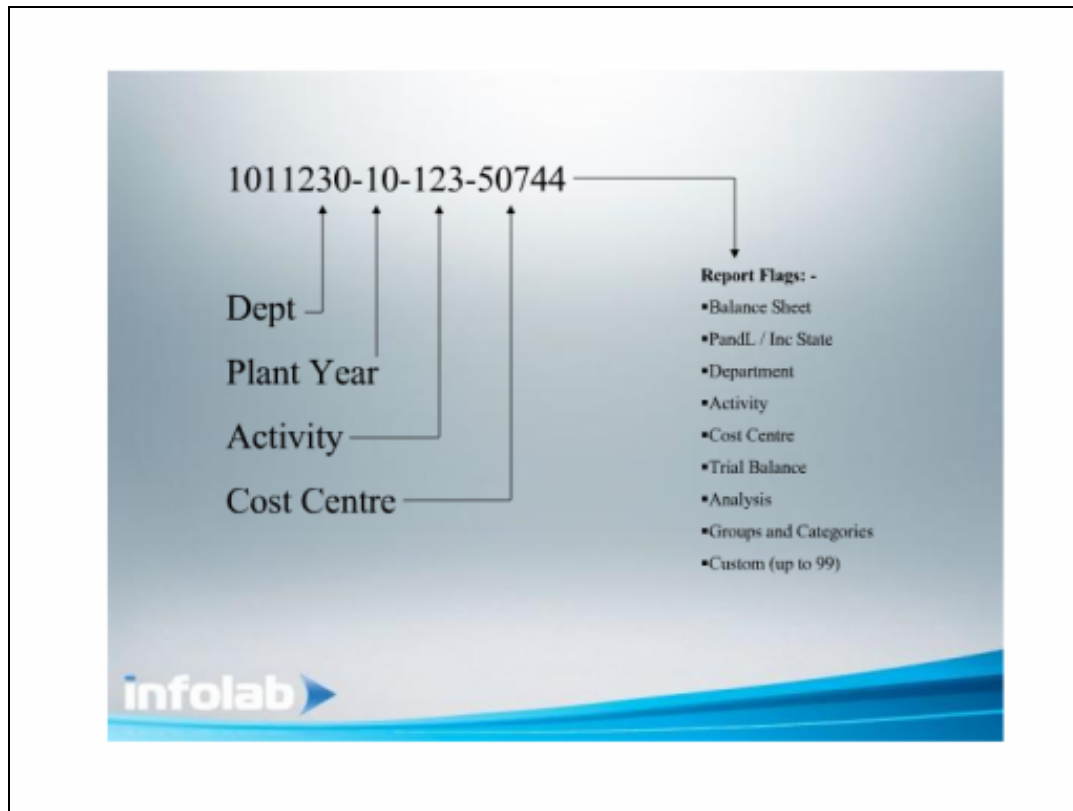 1011230-10-123-50744
Dept
Plant Year
Activity
Cost Centre
Report Flags: -
▪Balance Sheet
▪PandL / Inc State
▪Department
▪Activity
▪Cost Centre
▪Trial Balance
▪Analysis
▪Groups and Categories
▪Custom (up to 99)
infolab